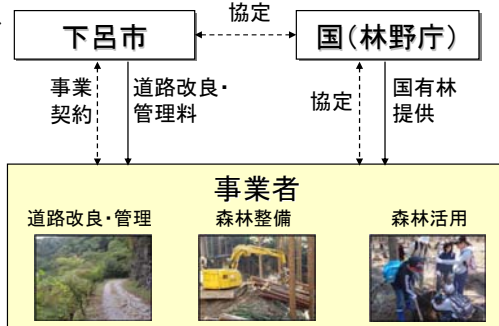 協定
下呂市
国(林野庁)
事業
契約
道路改良・
管理料
協定
国有林
提供
事業者
道路改良・管理
森林整備
森林活用